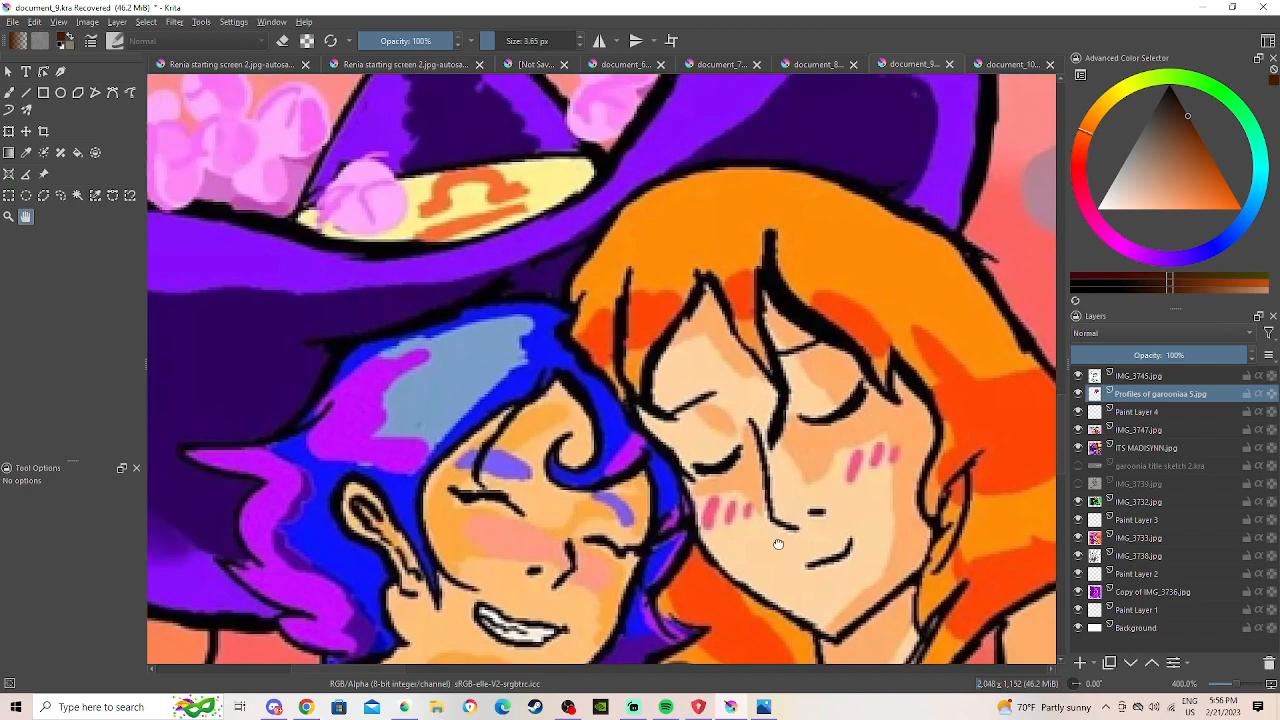 document_9.kra Recovered (46.2 MiB) * - Krita
File Edit View Image Layer Select Filter Tools Settings Window Help
Normal Opacity: 100% Size: 3.65 px
Renia starting screen 2.jpg-autosa... Renia starting screen 2.jpg-autosa... [Not Sav... document_6... document_7... document_8... document_9... document_10...
Advanced Color Selector
Layers
Normal
Opacity: 100%
IMG_3745.jpg
Profiles of garooniaa 5.jpg
Paint Layer 4
IMG_3747.jpg
ITS MADISYNN.jpg
garoonia title sketch 2.kra
IMG_3739.jpg
IMG_3732.jpg
Paint Layer 3
IMG_3733.jpg
IMG_3738.jpg
Paint Layer 2
Copy of IMG_3736.jpg
Paint Layer 1
Background
Tool Options
No options
RGB/Alpha (8-bit integer/channel) sRGB-elle-V2-srgbtrc.icc 2,048 x 1,152 (46.2 MiB) 0.00° 400.0%
Type here to search
70°F Partly sunny
5:56 PM
2/21/2023